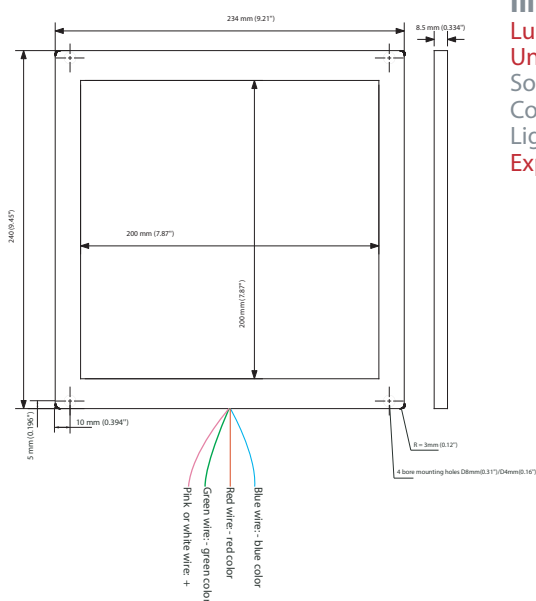 234 mm (9.21")
8.5 mm (0.334")
240(9.45")
200 mm (7.87")
200 mm (7.87")
5 mm (0.196")
10 mm (0.394")
R = 3mm (0.12")
4 bore mounting holes D8mm(0.31")/D4mm(0.16")
Blue wire:- blue color
Red wire:- red color
Green wire:- green color
Pink or white wire: +
Lu
Un
So
Co
Lig
Exp